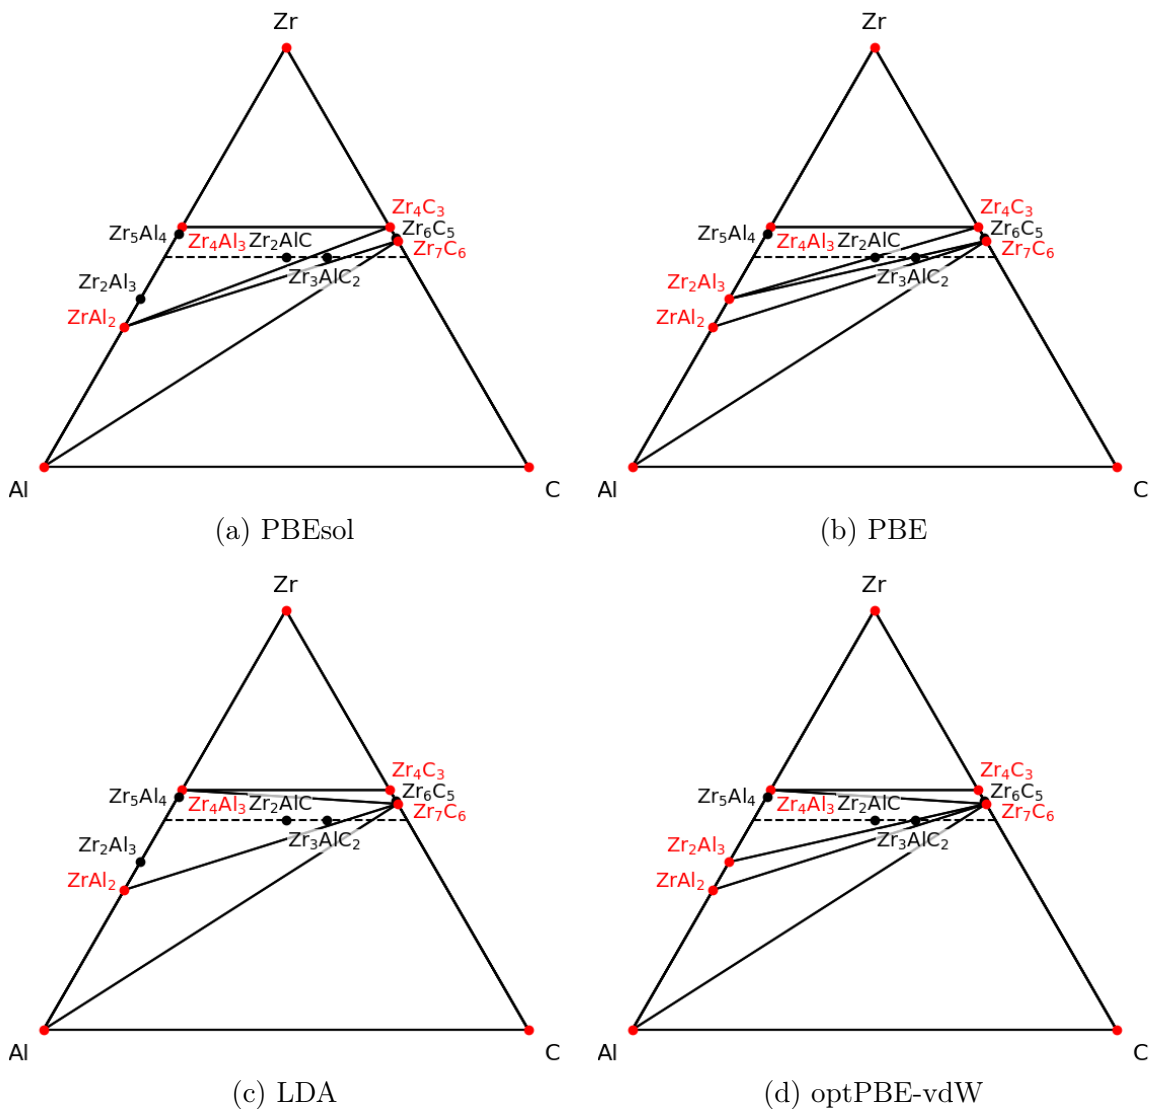 Zr
Zr
Zr₄C₃
Zr₄C₃
Zr₅Al₄ Zr₄Al₃ Zr₂AlC Zr₆C₅
Zr₅Al₄ Zr₄Al₃ Zr₂AlC Zr₆C₅
Zr₇C₆
Zr₇C₆
Zr₂Al₃ Zr₃AlC₂
Zr₂Al₃ Zr₃AlC₂
ZrAl₂
ZrAl₂
Al C
Al C
(a) PBEsol
(b) PBE
Zr
Zr
Zr₄C₃
Zr₄C₃
Zr₅Al₄ Zr₄Al₃ Zr₂AlC Zr₆C₅
Zr₅Al₄ Zr₄Al₃ Zr₂AlC Zr₆C₅
Zr₇C₆
Zr₇C₆
Zr₂Al₃ Zr₃AlC₂
Zr₂Al₃ Zr₃AlC₂
ZrAl₂
ZrAl₂
Al C
Al C
(c) LDA
(d) optPBE-vdW